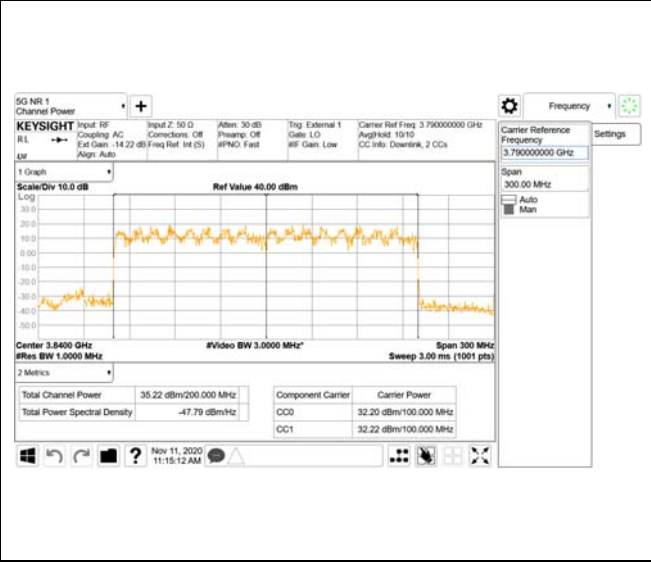 5G NR 1
Channel Power
+
Frequency
KEYSIGHT
RL
Input: RF
Coupling: AC
Ext Gain: -14.22 dB
Align: Auto
Input Z: 50 Ω
Corrections: Off
Freq Ref: Int (S)
Atten: 30 dB
Preamp: Off
#PNO: Fast
Trig: External 1
Gate: LO
#IF Gain: Low
Carrier Ref Freq: 3.790000000 GHz
Avg|Hold: 10/10
CC Info: Downlink, 2 CCs
Carrier Reference
Frequency
3.790000000 GHz
Settings
Span
300.00 MHz
Auto
Man
1 Graph
Scale/Div 10.0 dB
Ref Value 40.00 dBm
Log
30.0
20.0
10.0
0.00
-10.0
-20.0
-30.0
-40.0
-50.0
Center 3.8400 GHz
#Video BW 3.0000 MHz*
Span 300 MHz
#Res BW 1.0000 MHz
Sweep 3.00 ms (1001 pts)
2 Metrics
Total Channel Power 35.22 dBm/200.000 MHz
Total Power Spectral Density -47.79 dBm/Hz
Component Carrier Carrier Power
CC0 32.20 dBm/100.000 MHz
CC1 32.22 dBm/100.000 MHz
?
Nov 11, 2020
11:15:12 AM